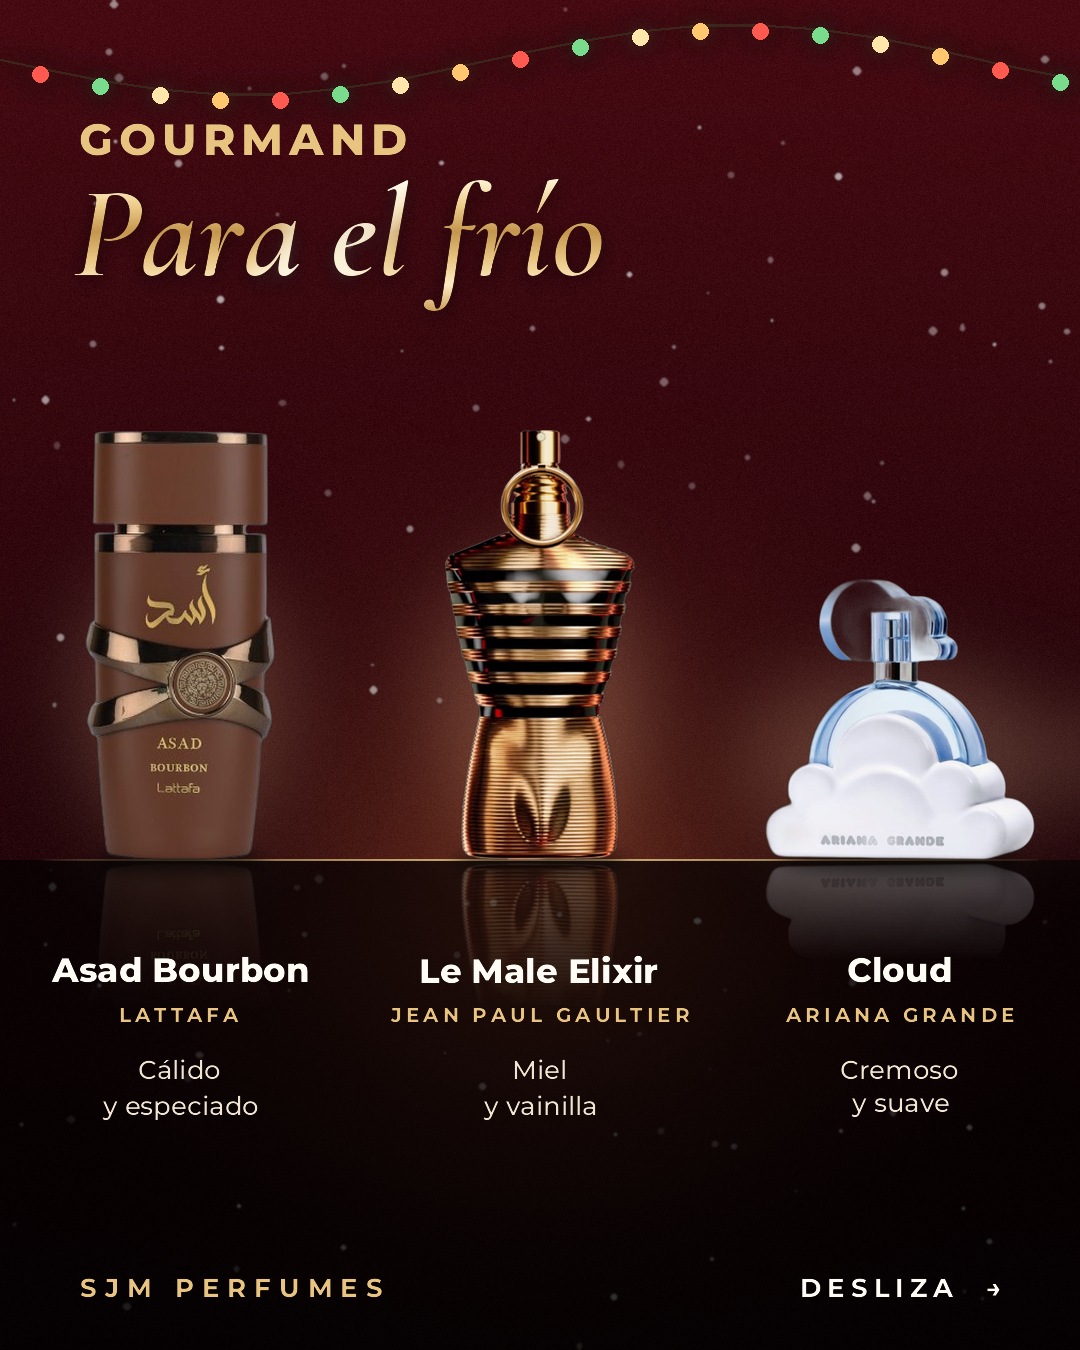 GOURMAND
Para el frío
أسد
ASAD
BOURBON
Lattafa
ARIANA GRANDE
Asad Bourbon
LATTAFA
Cálido
y especiado
Le Male Elixir
JEAN PAUL GAULTIER
Miel
y vainilla
Cloud
ARIANA GRANDE
Cremoso
y suave
SJM PERFUMES
DESLIZA →